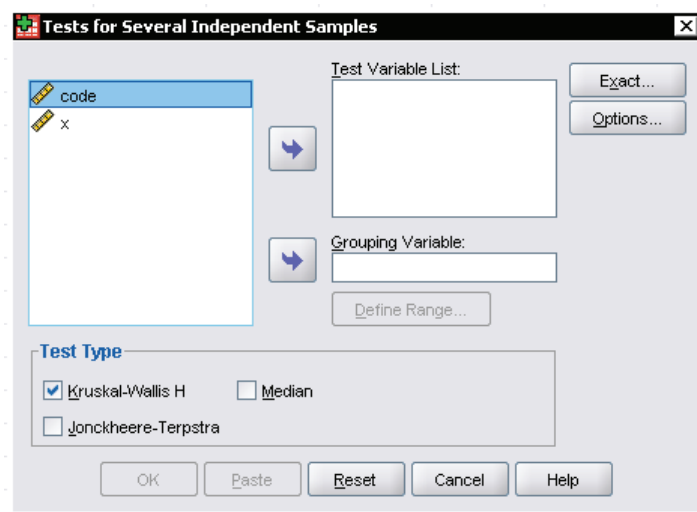 Tests for Several Independent Samples
code
x
Test Variable List:
Exact...
Options...
Grouping Variable:
Define Range...
Test Type
Kruskal-Wallis H
Median
Jonckheere-Terpstra
OK
Paste
Reset
Cancel
Help